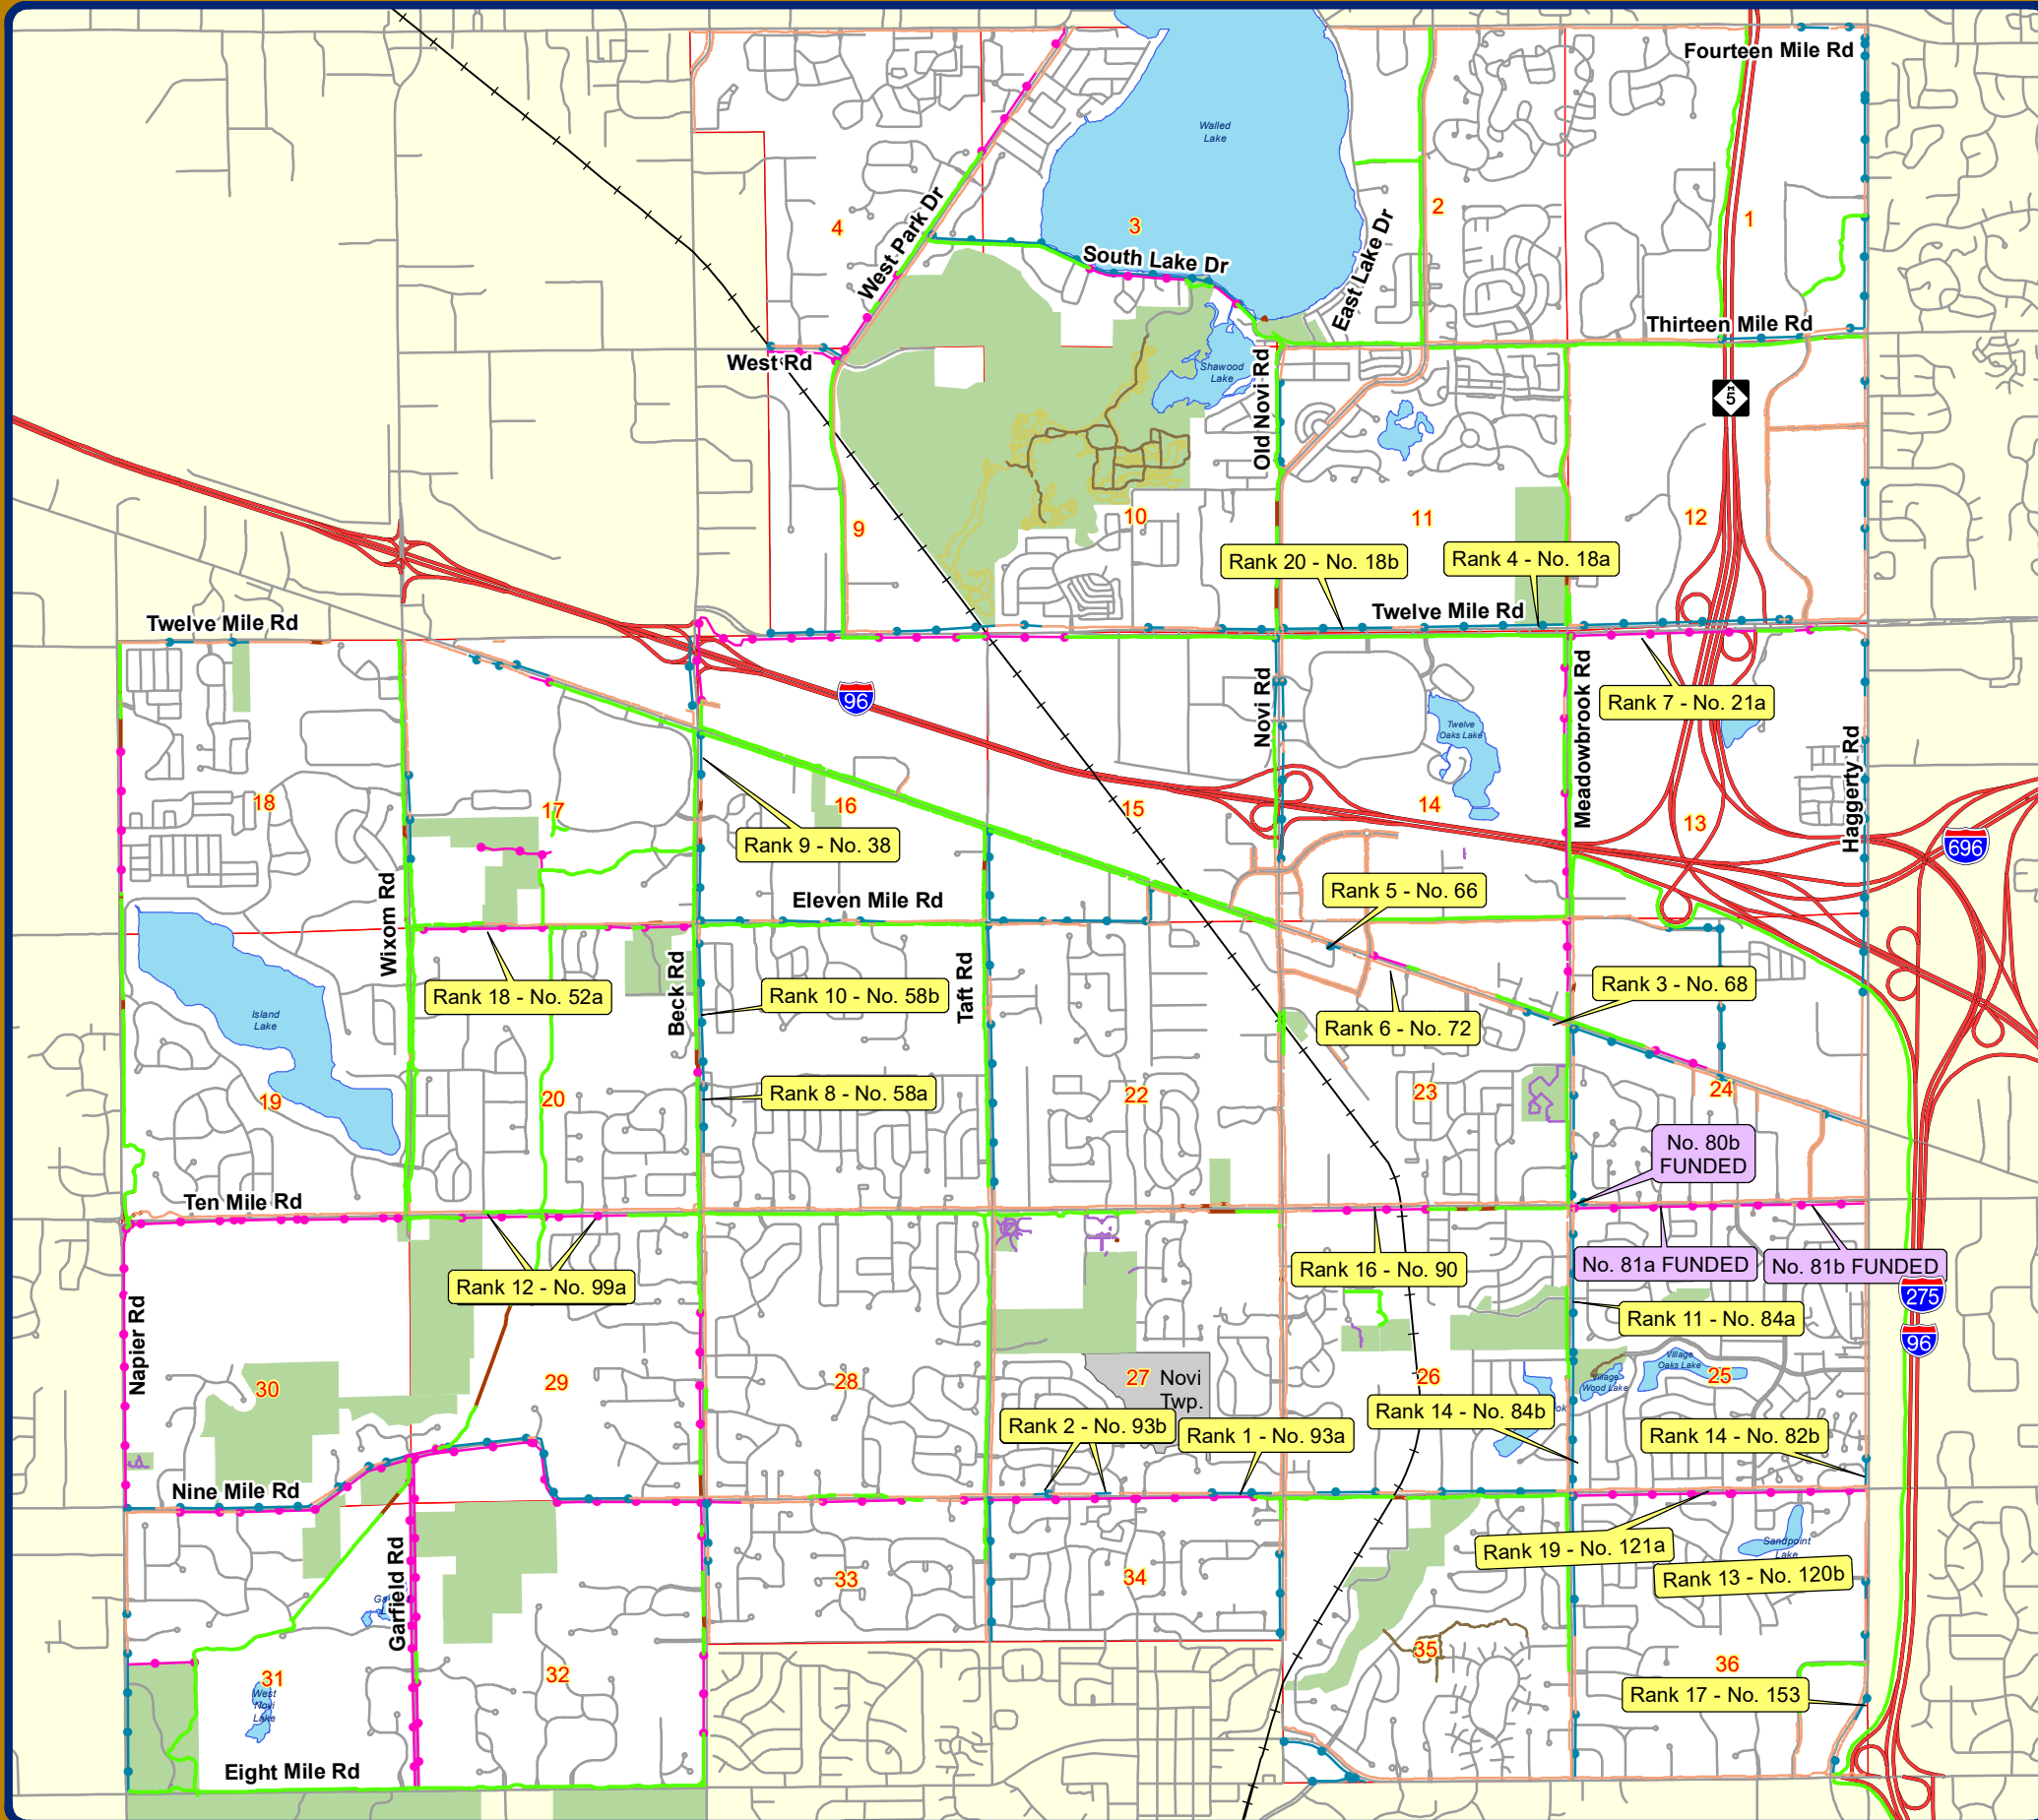 Fourteen Mile Rd
Walled
Lake
2
1
4
3
West Park Dr
South Lake Dr
East Lake Dr
Thirteen Mile Rd
West Rd
Shawood
Lake
Old Novi Rd
M
5
9
10
11
12
Rank 20 - No. 18b
Rank 4 - No. 18a
Twelve Mile Rd
Twelve Mile Rd
96
Novi Rd
Meadowbrook Rd
Rank 7 - No. 21a
Twelve
Oaks Lake
Haggerty Rd
18
17
16
15
14
13
Rank 9 - No. 38
696
Wixom Rd
Eleven Mile Rd
Rank 5 - No. 66
Beck Rd
Taft Rd
Rank 18 - No. 52a
Rank 10 - No. 58b
Rank 3 - No. 68
Island
Lake
Rank 6 - No. 72
19
20
Rank 8 - No. 58a
22
23
24
No. 80b
FUNDED
Ten Mile Rd
Rank 12 - No. 99a
Rank 16 - No. 90
No. 81a FUNDED
No. 81b FUNDED
275
Napier Rd
Rank 11 - No. 84a
96
30
29
28
27
Novi
Twp.
26
Village
Oaks Lake
25
Village
Wood Lake
ok
Rank 2 - No. 93b
Rank 1 - No. 93a
Rank 14 - No. 84b
Rank 14 - No. 82b
Nine Mile Rd
Garfield Rd
Rank 19 - No. 121a
Sandpoint
Lake
Rank 13 - No. 120b
33
34
Ga
31
32
35
36
West
Novi
Lake
Rank 17 - No. 153
Eight Mile Rd